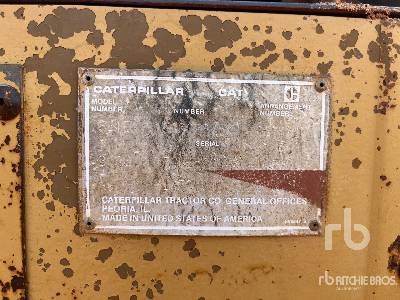 CATERPILLAR CAT
MODEL NUMBER
NUMBER
ARRANGEMENT NUMBER
SERIAL
CATERPILLAR TRACTOR CO. GENERAL OFFICES
PEORIA, IL.
MADE IN UNITED STATES OF AMERICA
rb
rb RITCHIE BROS.